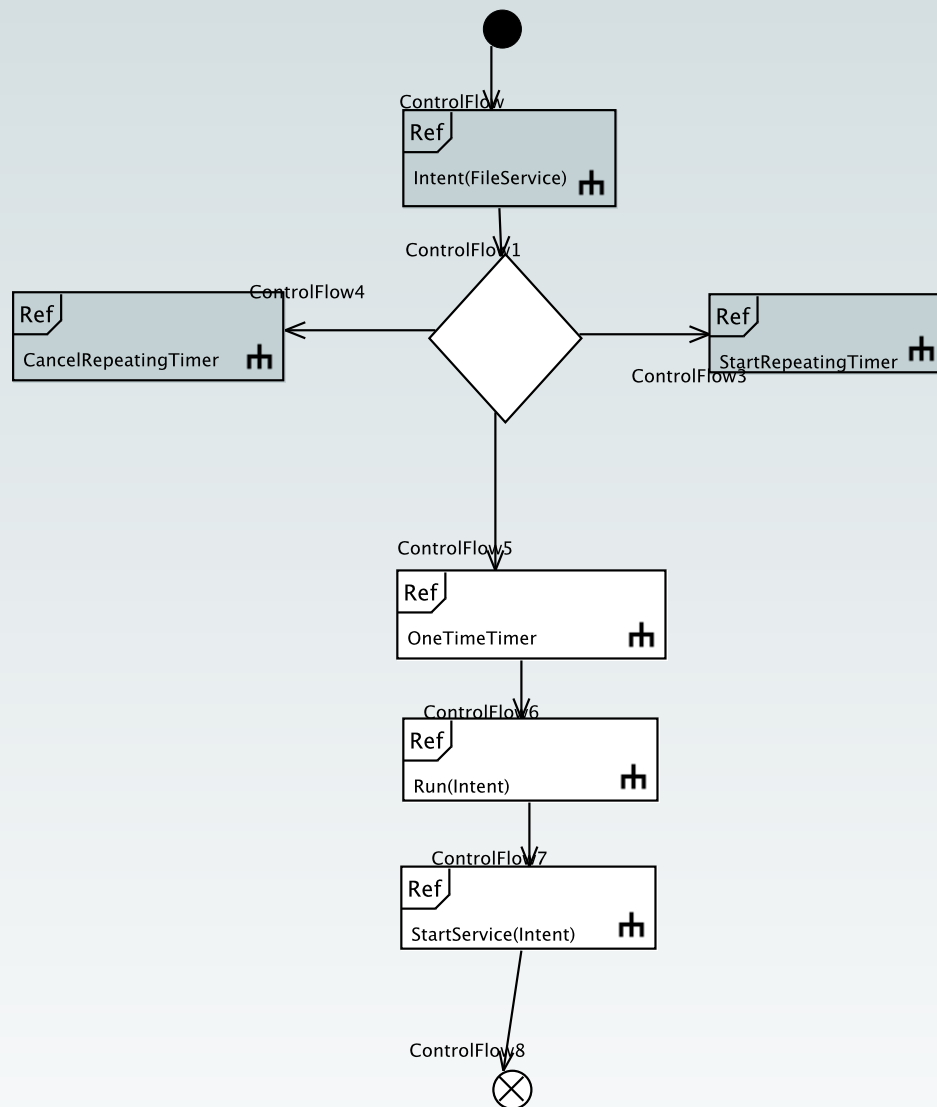 ControlFlow
Ref
Intent(FileService)
ControlFlow1
ControlFlow4
Ref
CancelRepeatingTimer
Ref
StartRepeatingTimer
ControlFlow3
ControlFlow5
Ref
OneTimeTimer
ControlFlow6
Ref
Run(Intent)
ControlFlow7
Ref
StartService(Intent)
ControlFlow8